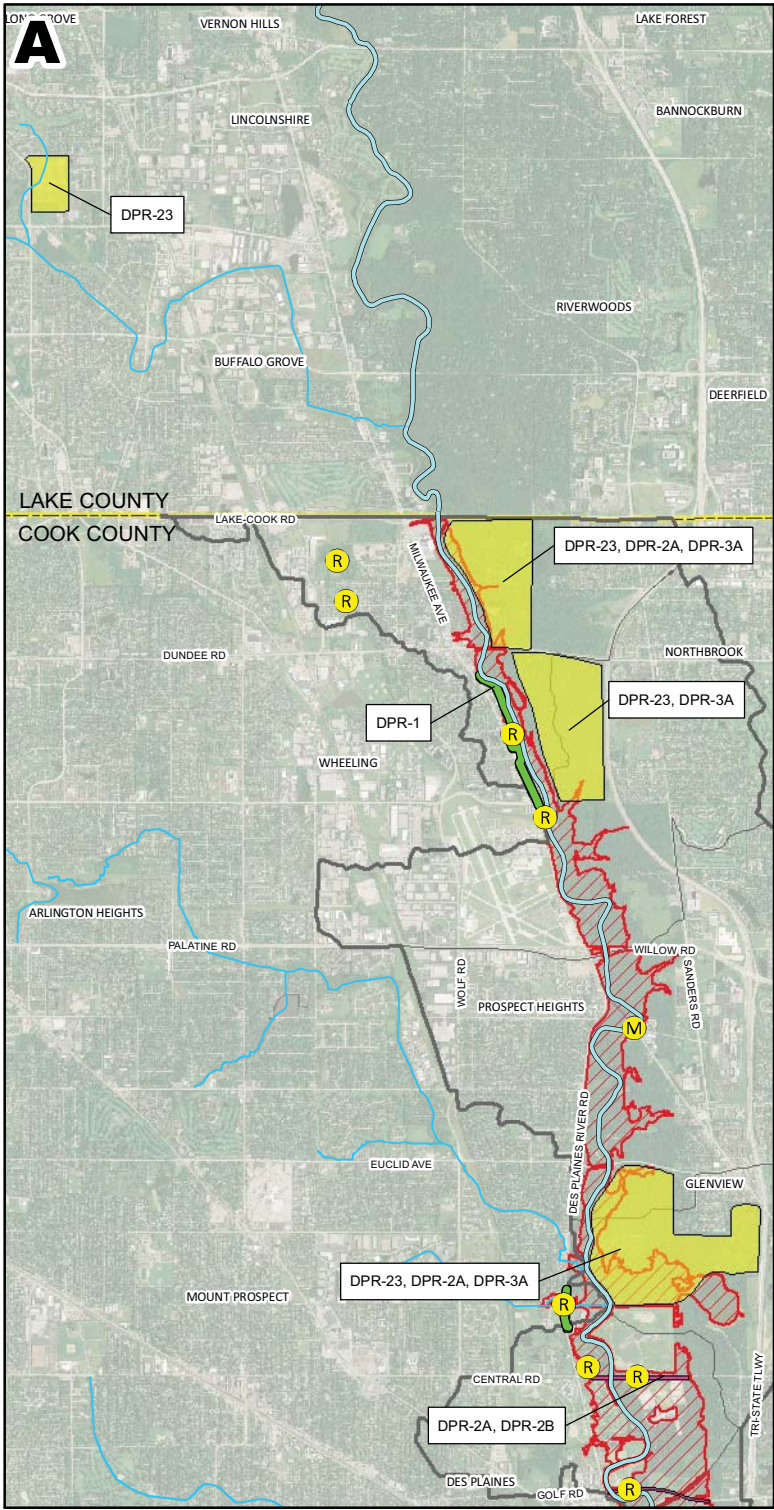 A
LONG GROVE
VERNON HILLS
LAKE FOREST
BANNOCKBURN
LINCOLNSHIRE
DPR-23
RIVERWOODS
BUFFALO GROVE
DEERFIELD
LAKE COUNTY
LAKE-COOK RD
COOK COUNTY
DPR-23, DPR-2A, DPR-3A
R
MILWAUKEE AVE
R
DUNDEE RD
NORTHBROOK
DPR-23, DPR-3A
DPR-1
R
WHEELING
R
ARLINGTON HEIGHTS
PALATINE RD
WILLOW RD
WOLF RD
SANDERS RD
PROSPECT HEIGHTS
M
DES PLAINES RIVER RD
EUCLID AVE
GLENVIEW
DPR-23, DPR-2A, DPR-3A
MOUNT PROSPECT
R
R
R
CENTRAL RD
TRI-STATE TLWY
DPR-2A, DPR-2B
DES PLAINES
GOLF RD
R